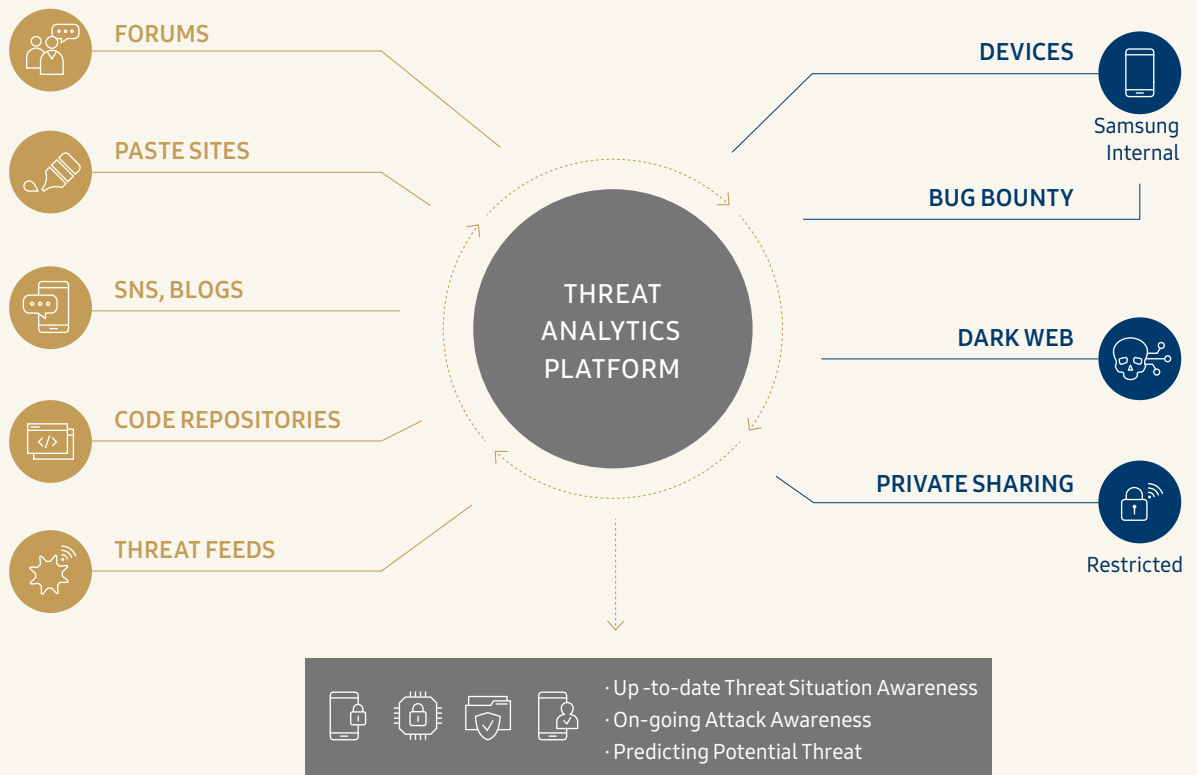 FORUMS
PASTE SITES
SNS, BLOGS
CODE REPOSITORIES
THREAT FEEDS
THREAT
ANALYTICS
PLATFORM
DEVICES
Samsung
Internal
BUG BOUNTY
DARK WEB
PRIVATE SHARING
Restricted
· Up -to-date Threat Situation Awareness
· On-going Attack Awareness
· Predicting Potential Threat